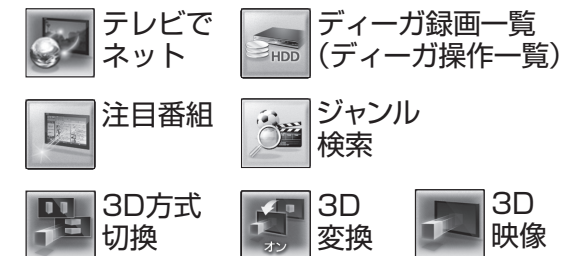 テレビで
ネット
HDD
ディーガ録画一覧
(ディーガ操作一覧)
注目番組
ジャンル
検索
3D方式
切換
オン
3D
変換
3D
映像